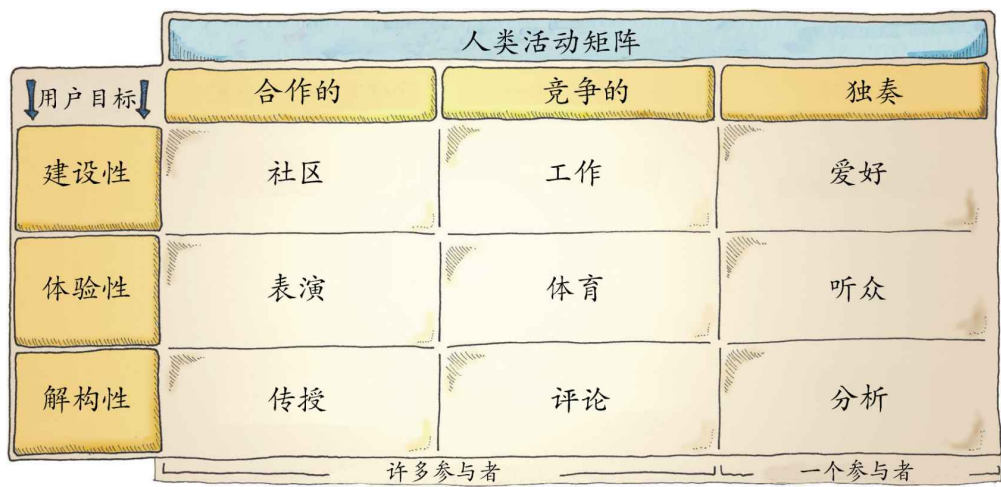 人类活动矩阵
用户目标 合作的 竞争的 独奏
建设性 社区 工作 爱好
体验性 表演 体育 听众
解构性 传授 评论 分析
许多参与者 一个参与者